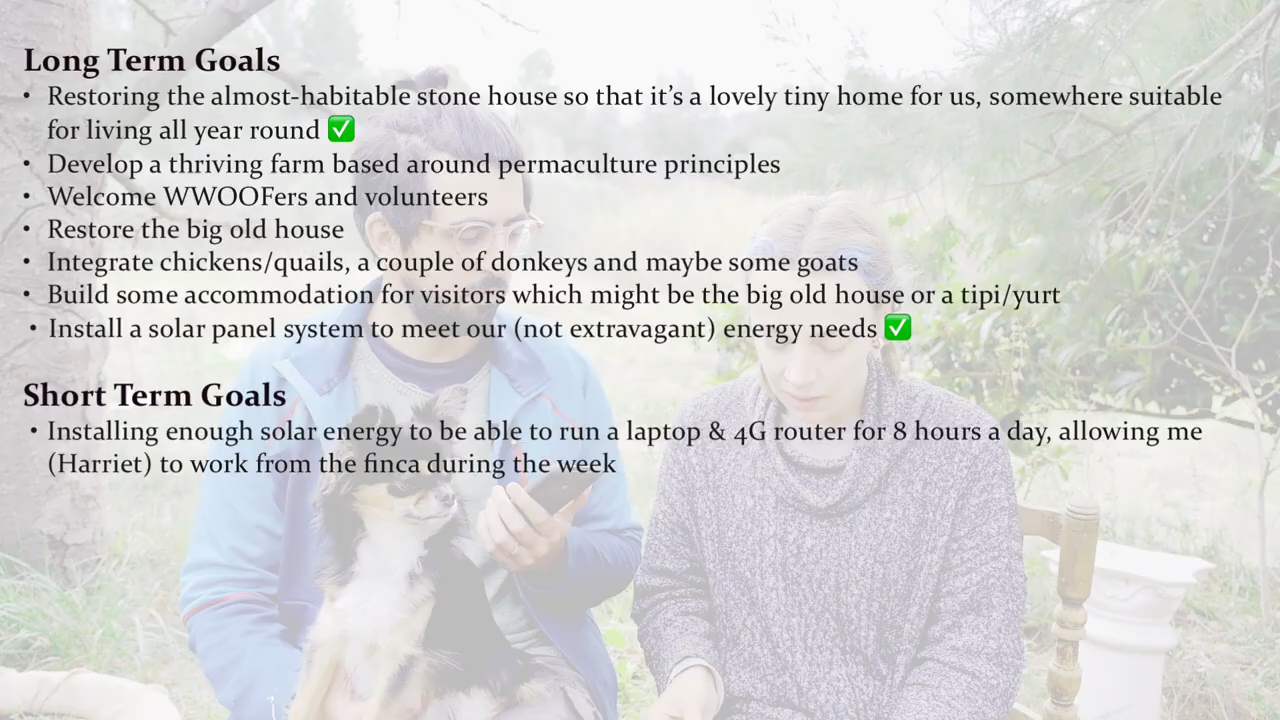 Long Term Goals
• Restoring the almost-habitable stone house so that it’s a lovely tiny home for us, somewhere suitable
for living all year round ✅
• Develop a thriving farm based around permaculture principles
• Welcome WWOOFers and volunteers
• Restore the big old house
• Integrate chickens/quails, a couple of donkeys and maybe some goats
• Build some accommodation for visitors which might be the big old house or a tipi/yurt
• Install a solar panel system to meet our (not extravagant) energy needs ✅
Short Term Goals
• Installing enough solar energy to be able to run a laptop & 4G router for 8 hours a day, allowing me
(Harriet) to work from the finca during the week